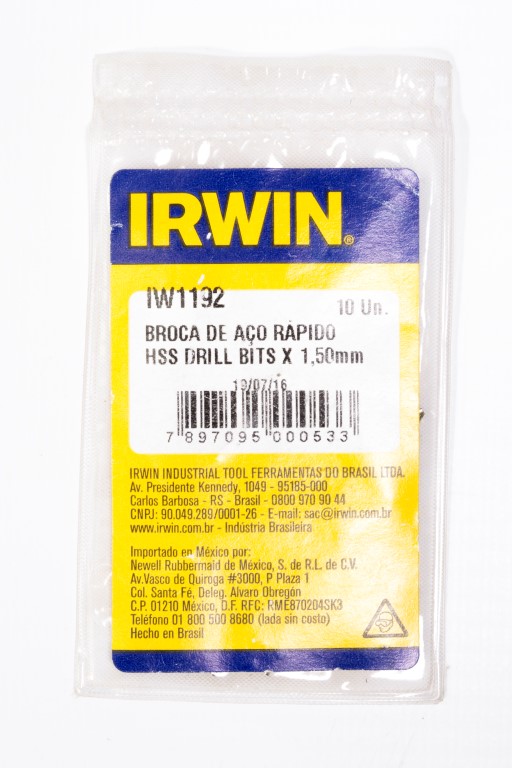 IRWIN®
IW1192
10 Un.
BROCA DE AÇO RÁPIDO
HSS DRILL BITS X 1,50mm
19/07/16
7 897095 000533
IRWIN INDUSTRIAL TOOL FERRAMENTAS DO BRASIL LTDA.
Av. Presidente Kennedy, 1049 - 95185-000
Carlos Barbosa - RS - Brasil - 0800 970 90 44
CNPJ: 90.049.289/0001-26 - E-mail: sac@irwin.com.br
www.irwin.com.br - Indústria Brasileira
Importado en México por:
Newell Rubbermaid de México, S. de R.L. de C.V.
Av.Vasco de Quiroga #3000, P Plaza 1
Col. Santa Fé, Deleg. Alvaro Obregón
C.P. 01210 México, D.F. RFC: RME870204SK3
Teléfono 01 800 500 8680 (lada sin costo)
Hecho en Brasil